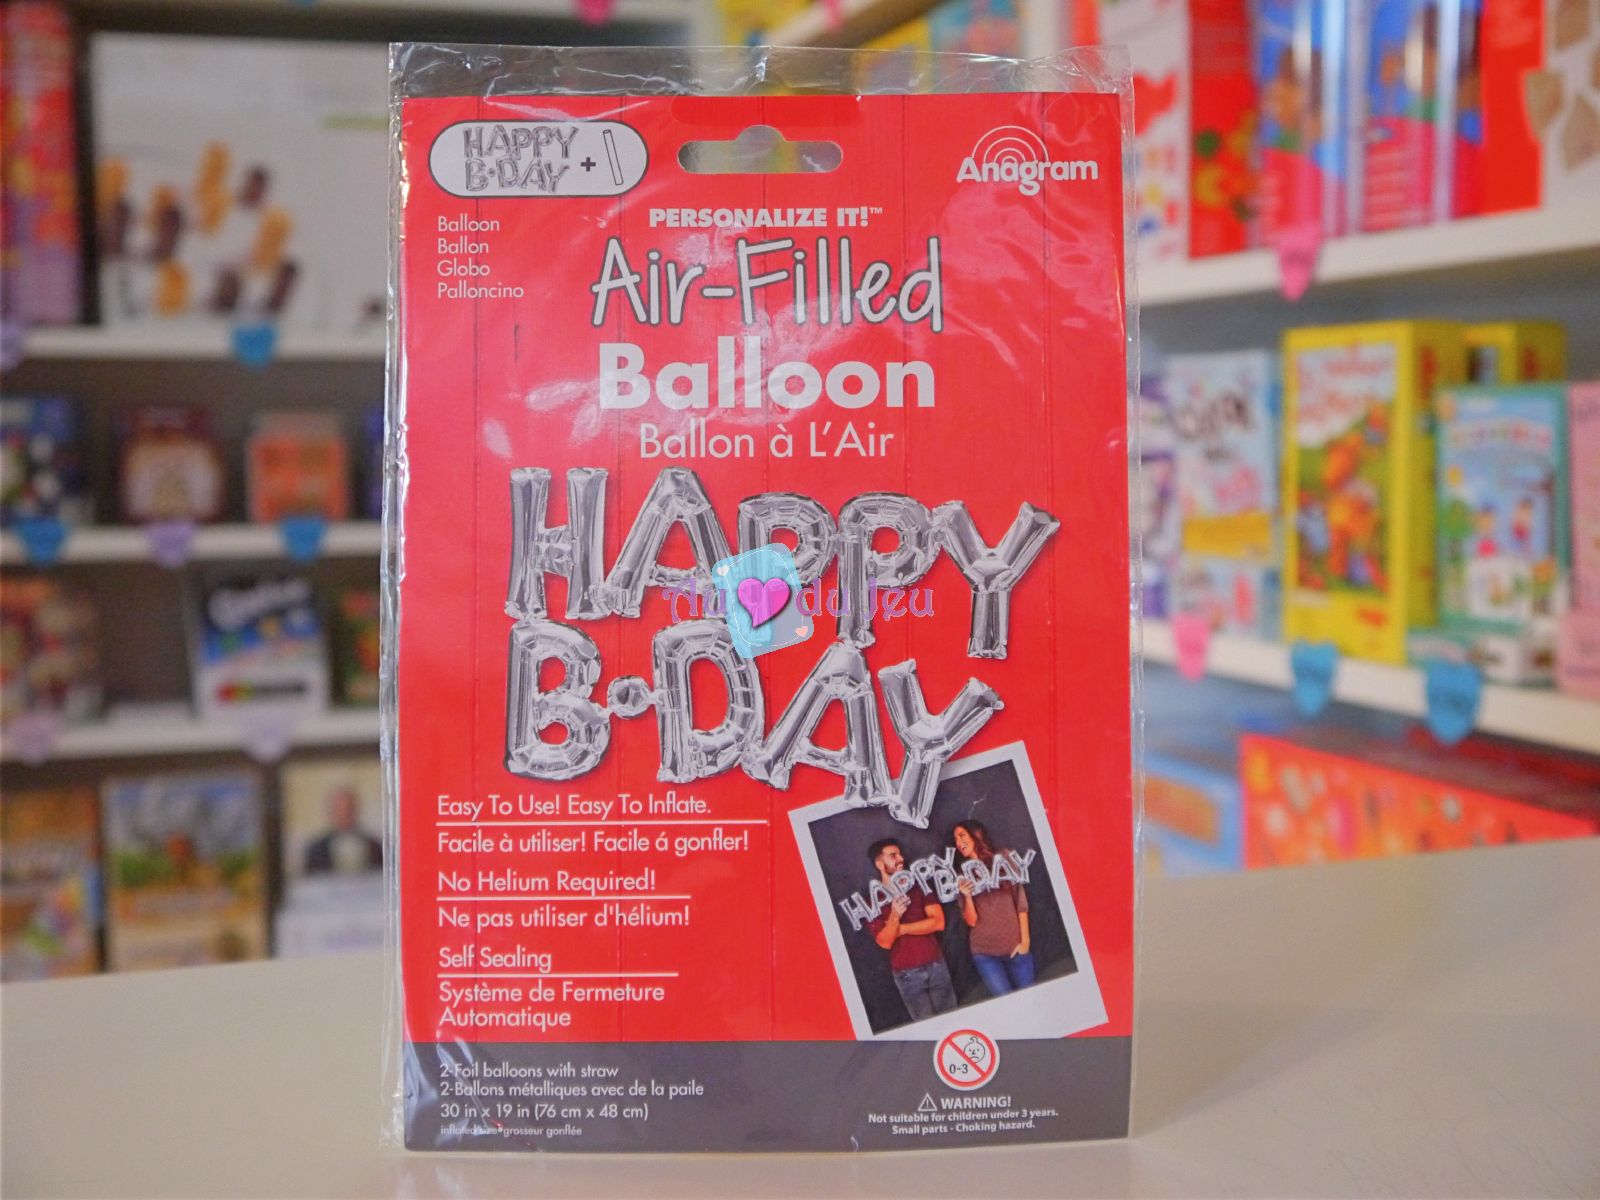 HAPPY
B•DAY +
Anagram
Balloon
Ballon
Globo
Palloncino
PERSONALIZE IT!™
Air-Filled
Balloon
Ballon à L'Air
HAPPY
Au du Jeu
B•DAY
Easy To Use! Easy To Inflate.
Facile à utiliser! Facile á gonfler!
No Helium Required!
Ne pas utiliser d'hélium!
Self Sealing
Système de Fermeture
Automatique
HAPPY
B•DAY
2-Foil balloons with straw
2-Ballons métalliques avec de la paile
30 in x 19 in (76 cm x 48 cm)
inflated size•grosseur gonflée
0-3
⚠ WARNING!
Not suitable for children under 3 years.
Small parts - Choking hazard.